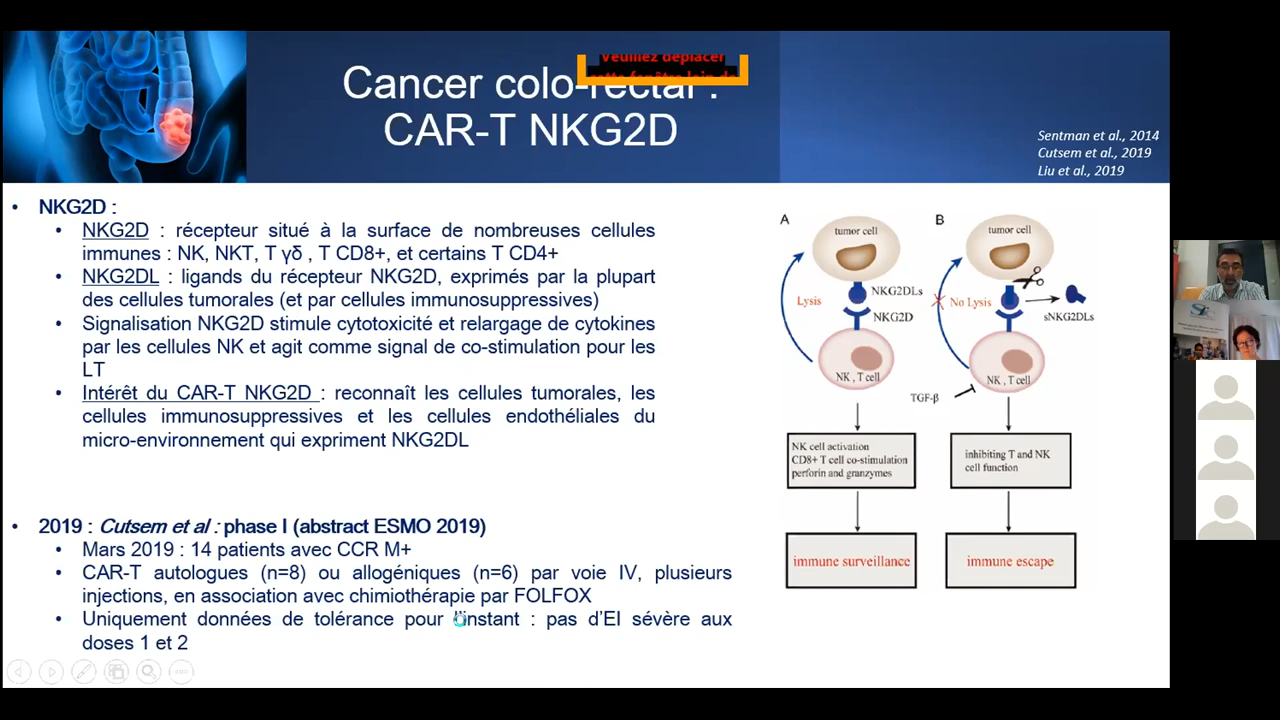 Veuillez déplacer
cette fenêtre loin de
Cancer colo-rectal :
CAR-T NKG2D
Sentman et al., 2014
Cutsem et al., 2019
Liu et al., 2019
• NKG2D :
• NKG2D : récepteur situé à la surface de nombreuses cellules
immunes : NK, NKT, T γδ , T CD8+, et certains T CD4+
• NKG2DL : ligands du récepteur NKG2D, exprimés par la plupart
des cellules tumorales (et par cellules immunosuppressives)
• Signalisation NKG2D stimule cytotoxicité et relargage de cytokines
par les cellules NK et agit comme signal de co-stimulation pour les
LT
• Intérêt du CAR-T NKG2D : reconnaît les cellules tumorales, les
cellules immunosuppressives et les cellules endothéliales du
micro-environnement qui expriment NKG2DL
• 2019 : Cutsem et al : phase I (abstract ESMO 2019)
• Mars 2019 : 14 patients avec CCR M+
• CAR-T autologues (n=8) ou allogéniques (n=6) par voie IV, plusieurs
injections, en association avec chimiothérapie par FOLFOX
• Uniquement données de tolérance pour l'instant : pas d'EI sévère aux
doses 1 et 2
A
tumor cell
Lysis
NKG2DLs
NKG2D
NK , T cell
NK cell activation
CD8+ T cell co-stimulation
perforin and granzymes
immune surveillance
B
tumor cell
No Lysis
sNKG2DLs
NK , T cell
TGF-β
inhibiting T and NK
cell function
immune escape